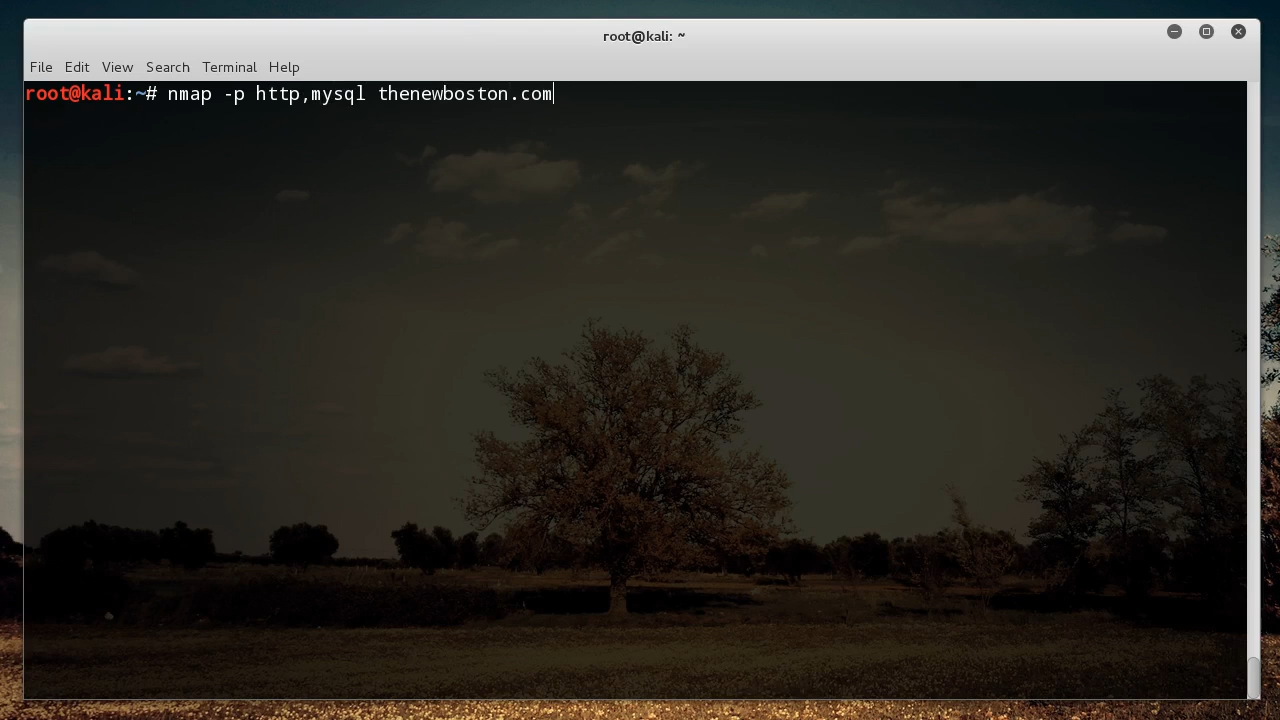 root@kali: ~
File Edit View Search Terminal Help
root@kali:~# nmap -p http,mysql thenewboston.com